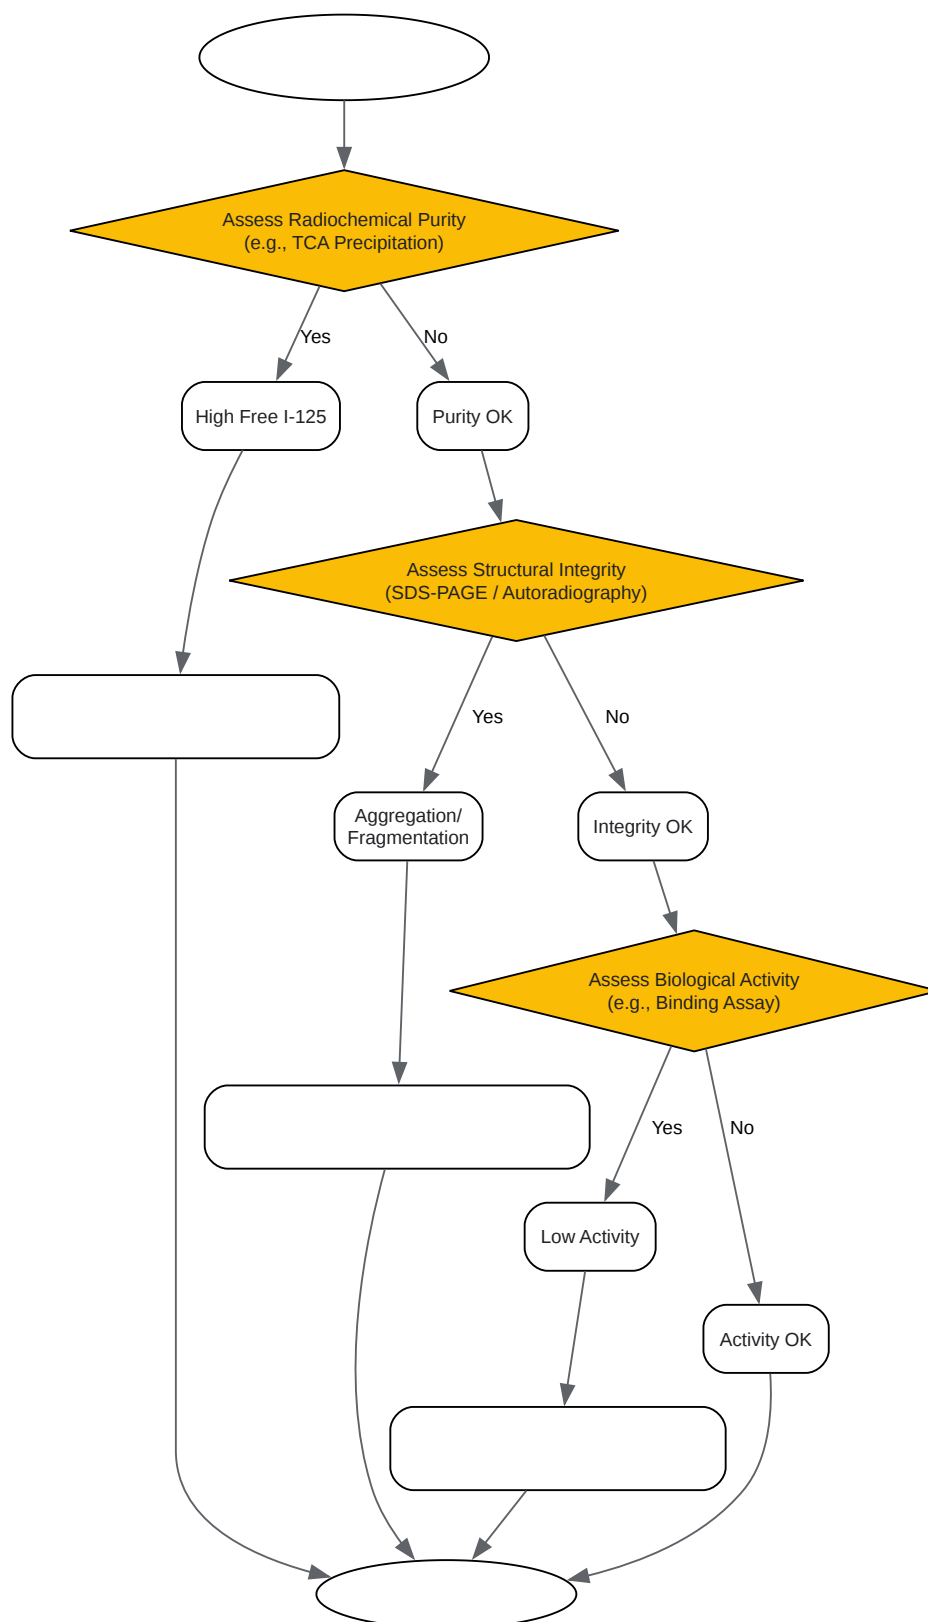 Assess Radiochemical Purity
(e.g., TCA Precipitation)
Yes
No
High Free I-125
Purity OK
Assess Structural Integrity
(SDS-PAGE / Autoradiography)
Yes
No
Aggregation/
Fragmentation
Integrity OK
Assess Biological Activity
(e.g., Binding Assay)
Yes
No
Low Activity
Activity OK